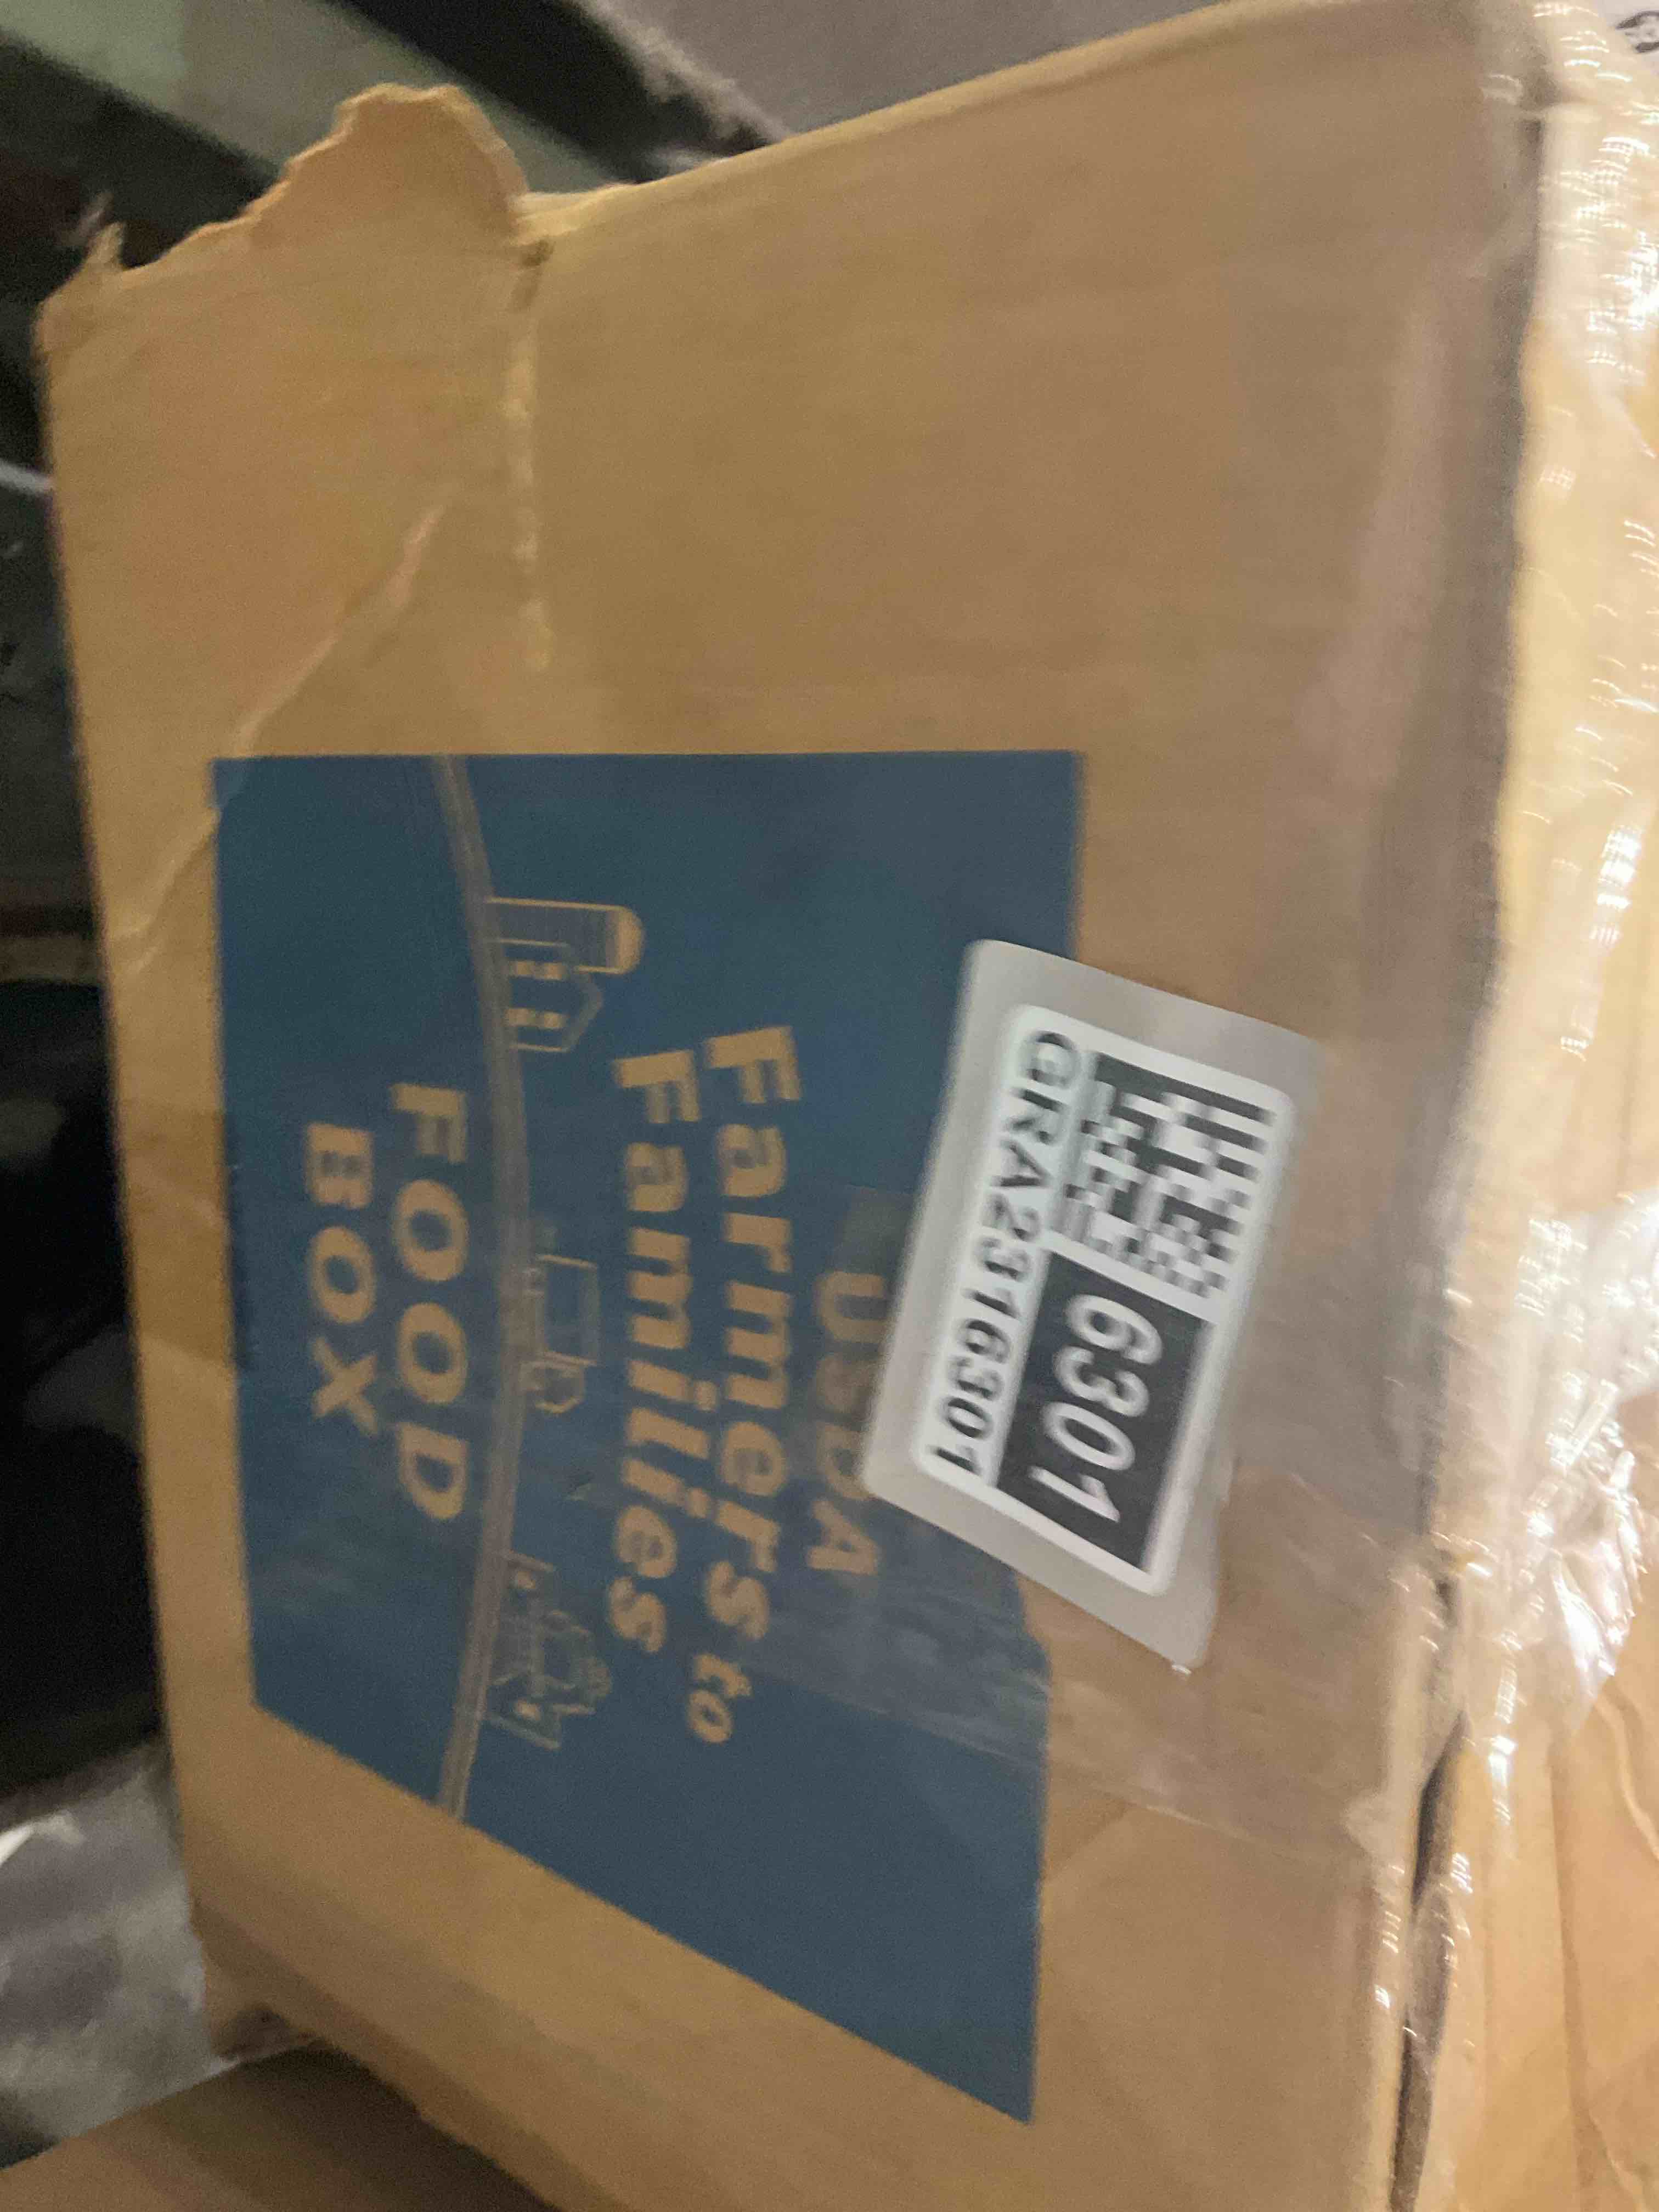 6301
GRA2316301
USDA
Farmers to
Families
FOOD
BOX